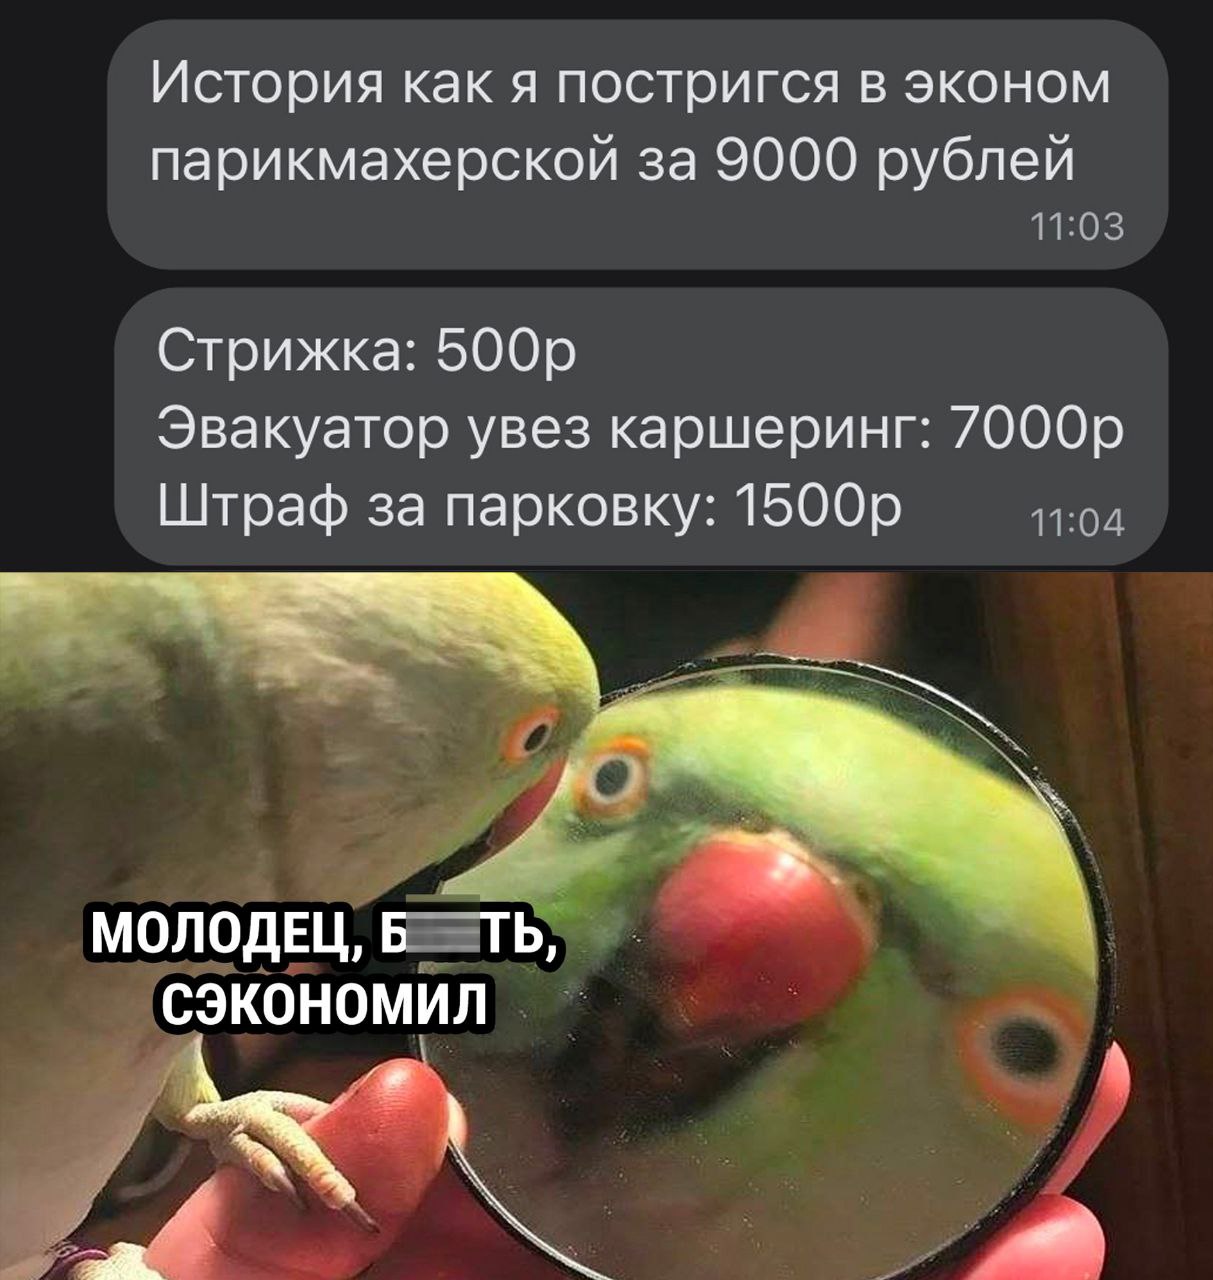 История как я постригся в эконом
парикмахерской за 9000 рублей
11:03
Стрижка: 500р
Эвакуатор увез каршеринг: 7000р
Штраф за парковку: 1500р
11:04
МОЛОДЕЦ,
СЭКОНОМИЛ